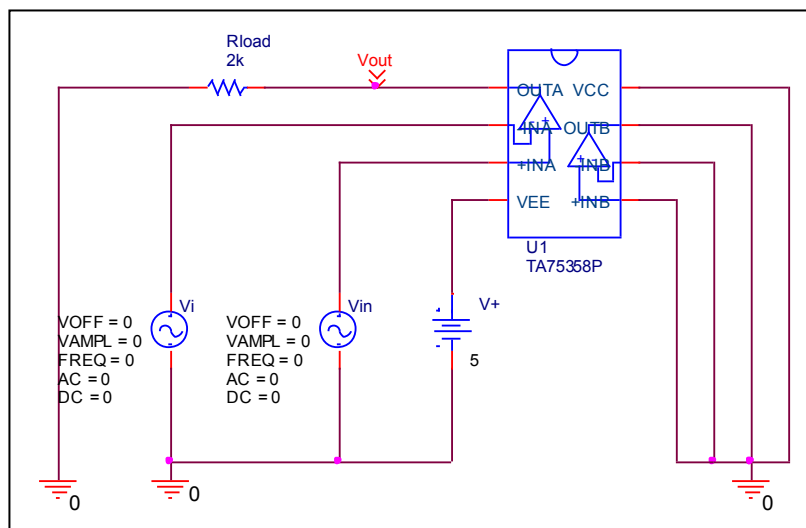 Rload
2k
Vout
OUTA VCC
-INA OUTB
+INA -INB
VEE +INB
U1
TA75358P
Vi
VOFF = 0
VAMPL = 0
FREQ = 0
AC = 0
DC = 0
Vin
VOFF = 0
VAMPL = 0
FREQ = 0
AC = 0
DC = 0
V+
5
0
0
0